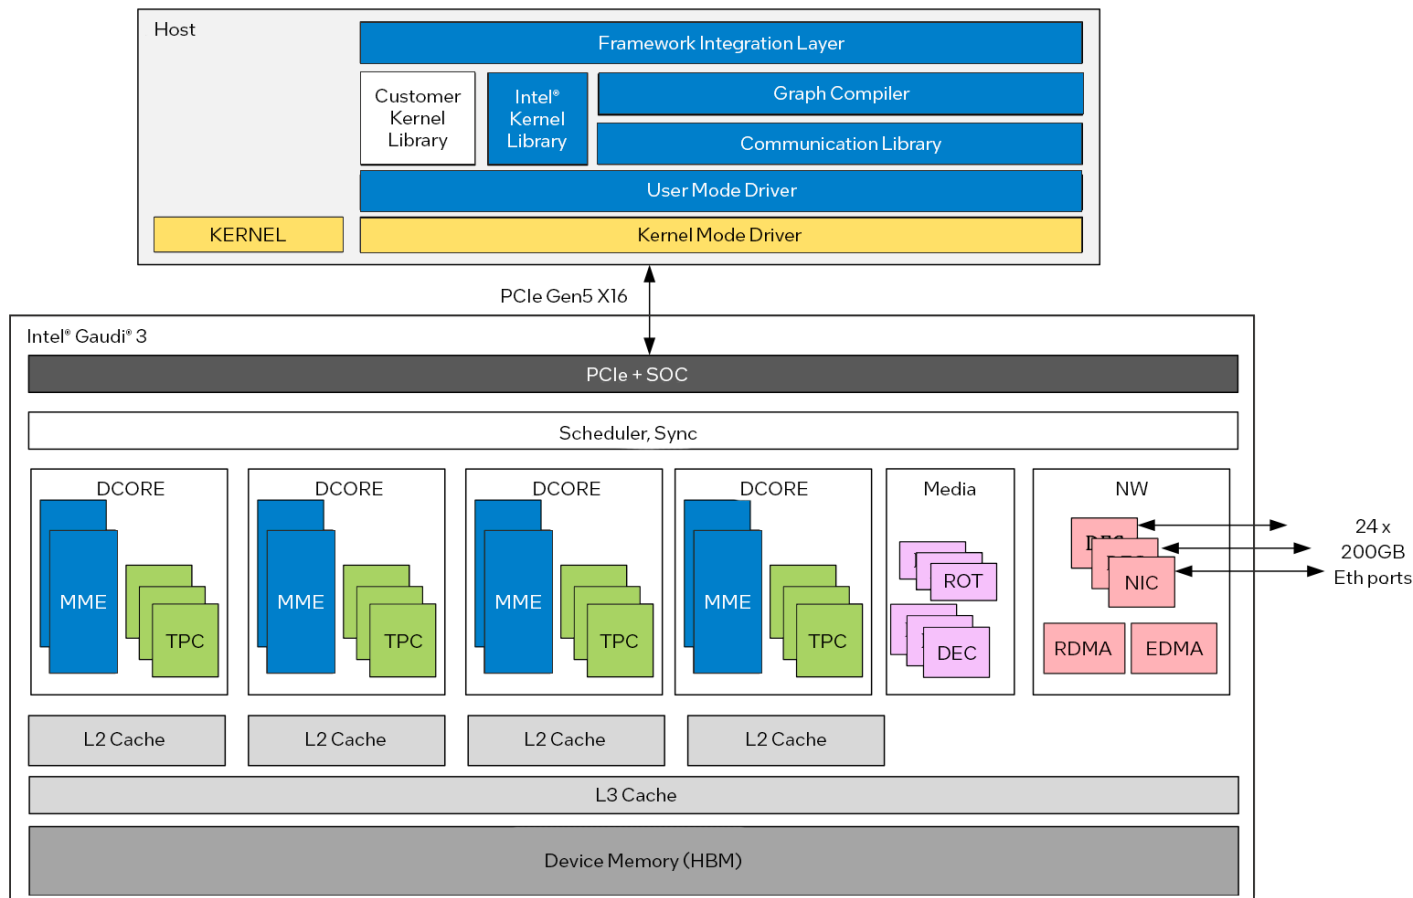 Host
Framework Integration Layer
Customer
Kernel
Library
Intel®
Kernel
Library
Graph Compiler
Communication Library
User Mode Driver
KERNEL
Kernel Mode Driver
PCIe Gen5 X16
Intel® Gaudi® 3
PCIe + SOC
Scheduler, Sync
DCORE
MME
TPC
DCORE
MME
TPC
DCORE
MME
TPC
DCORE
MME
TPC
Media
ROT
DEC
NW
NIC
RDMA
EDMA
24 x
200GB
Eth ports
L2 Cache
L2 Cache
L2 Cache
L2 Cache
L3 Cache
Device Memory (HBM)